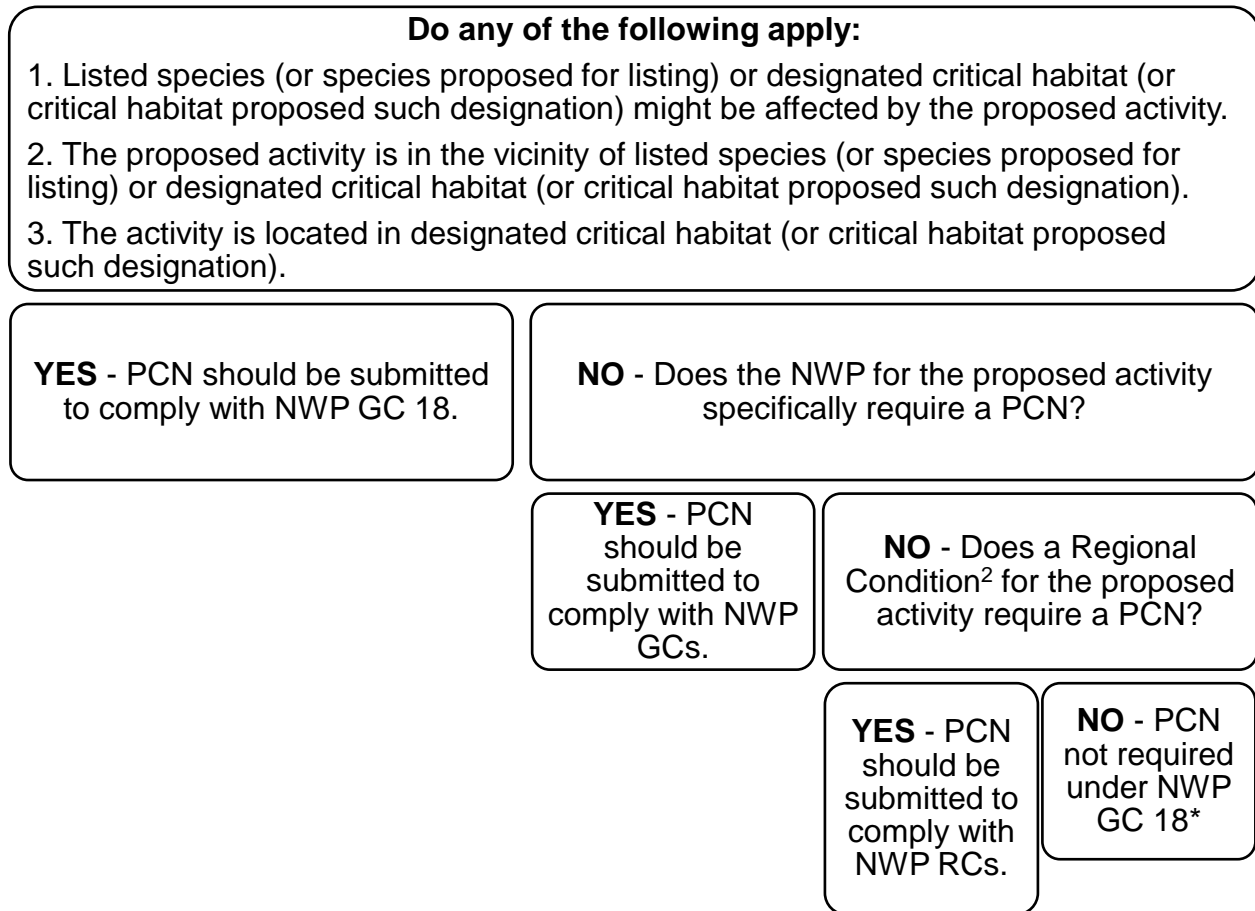 Do any of the following apply:
1. Listed species (or species proposed for listing) or designated critical habitat (or
critical habitat proposed such designation) might be affected by the proposed activity.
2. The proposed activity is in the vicinity of listed species (or species proposed for
listing) or designated critical habitat (or critical habitat proposed such designation).
3. The activity is located in designated critical habitat (or critical habitat proposed
such designation).
YES - PCN should be submitted
to comply with NWP GC 18.
NO - Does the NWP for the proposed activity
specifically require a PCN?
YES - PCN
should be
submitted to
comply with NWP
GCs.
NO - Does a Regional
Condition² for the proposed
activity require a PCN?
YES - PCN
should be
submitted to
comply with
NWP RCs.
NO - PCN
not required
under NWP
GC 18*